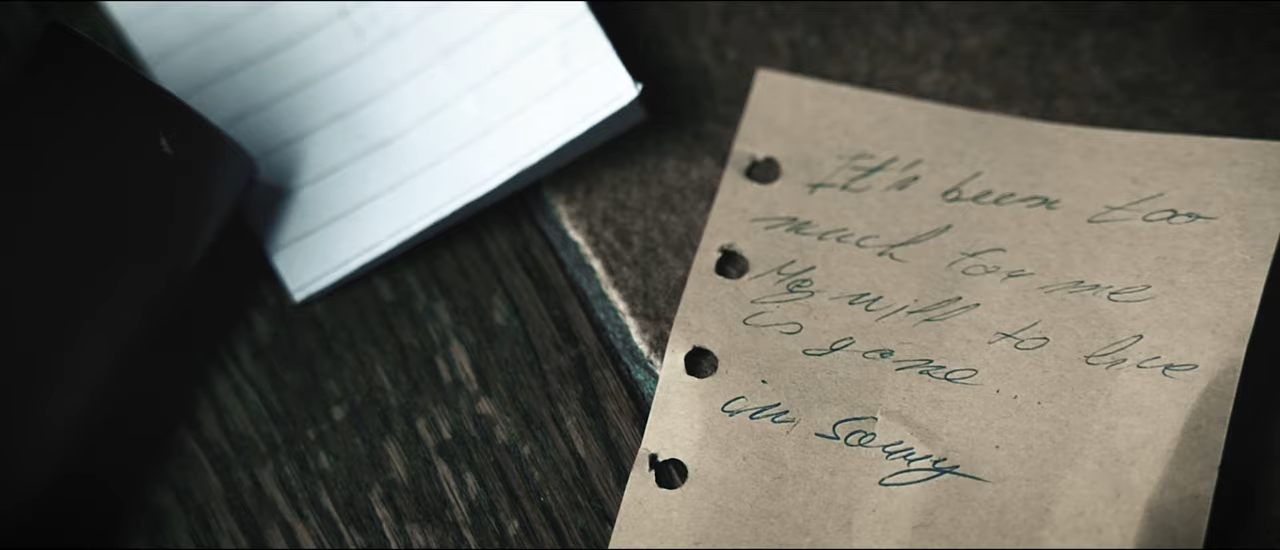 It's been too
much for me
My will to live
is gone...
im sorry